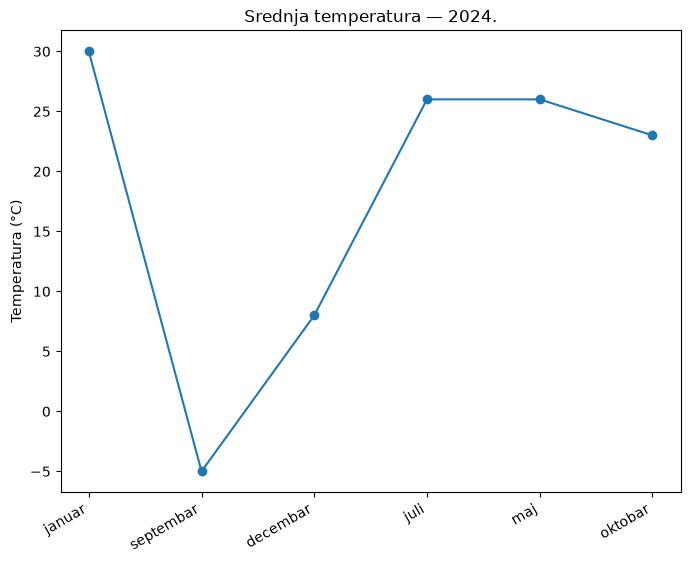 Srednja temperatura — 2024.
Temperatura (°C)
30
25
20
15
10
5
0
−5
januar
septembar
decembar
juli
maj
oktobar